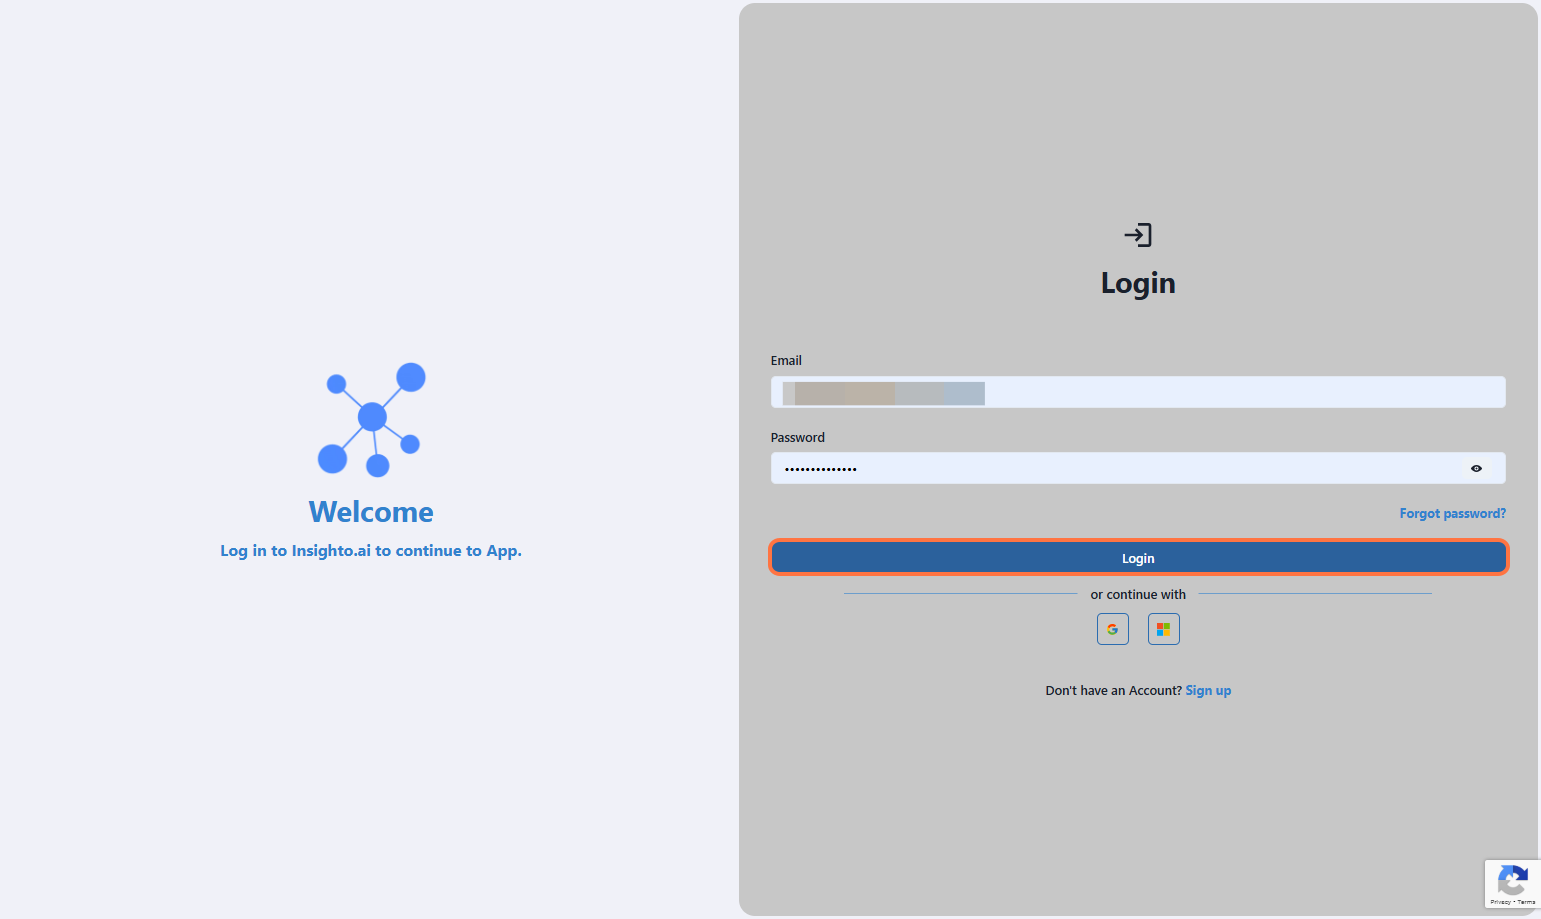 Welcome
Log in to Insighto.ai to continue to App.
Login
Email
Password
••••••••••••••
Forgot password?
Login
or continue with
Don't have an Account? Sign up
Privacy • Terms